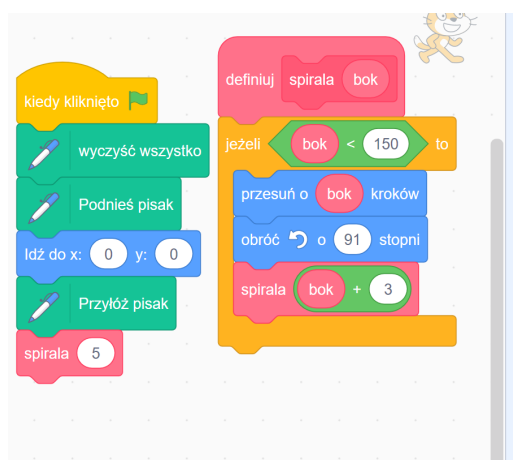 kiedy kliknięto
wyczyść wszystko
Podnieś pisak
Idź do x: 0 y: 0
Przyłóż pisak
spirala 5
definiuj spirala bok
jeżeli bok < 150 to
przesuń o bok kroków
obróć o 91 stopni
spirala bok + 3